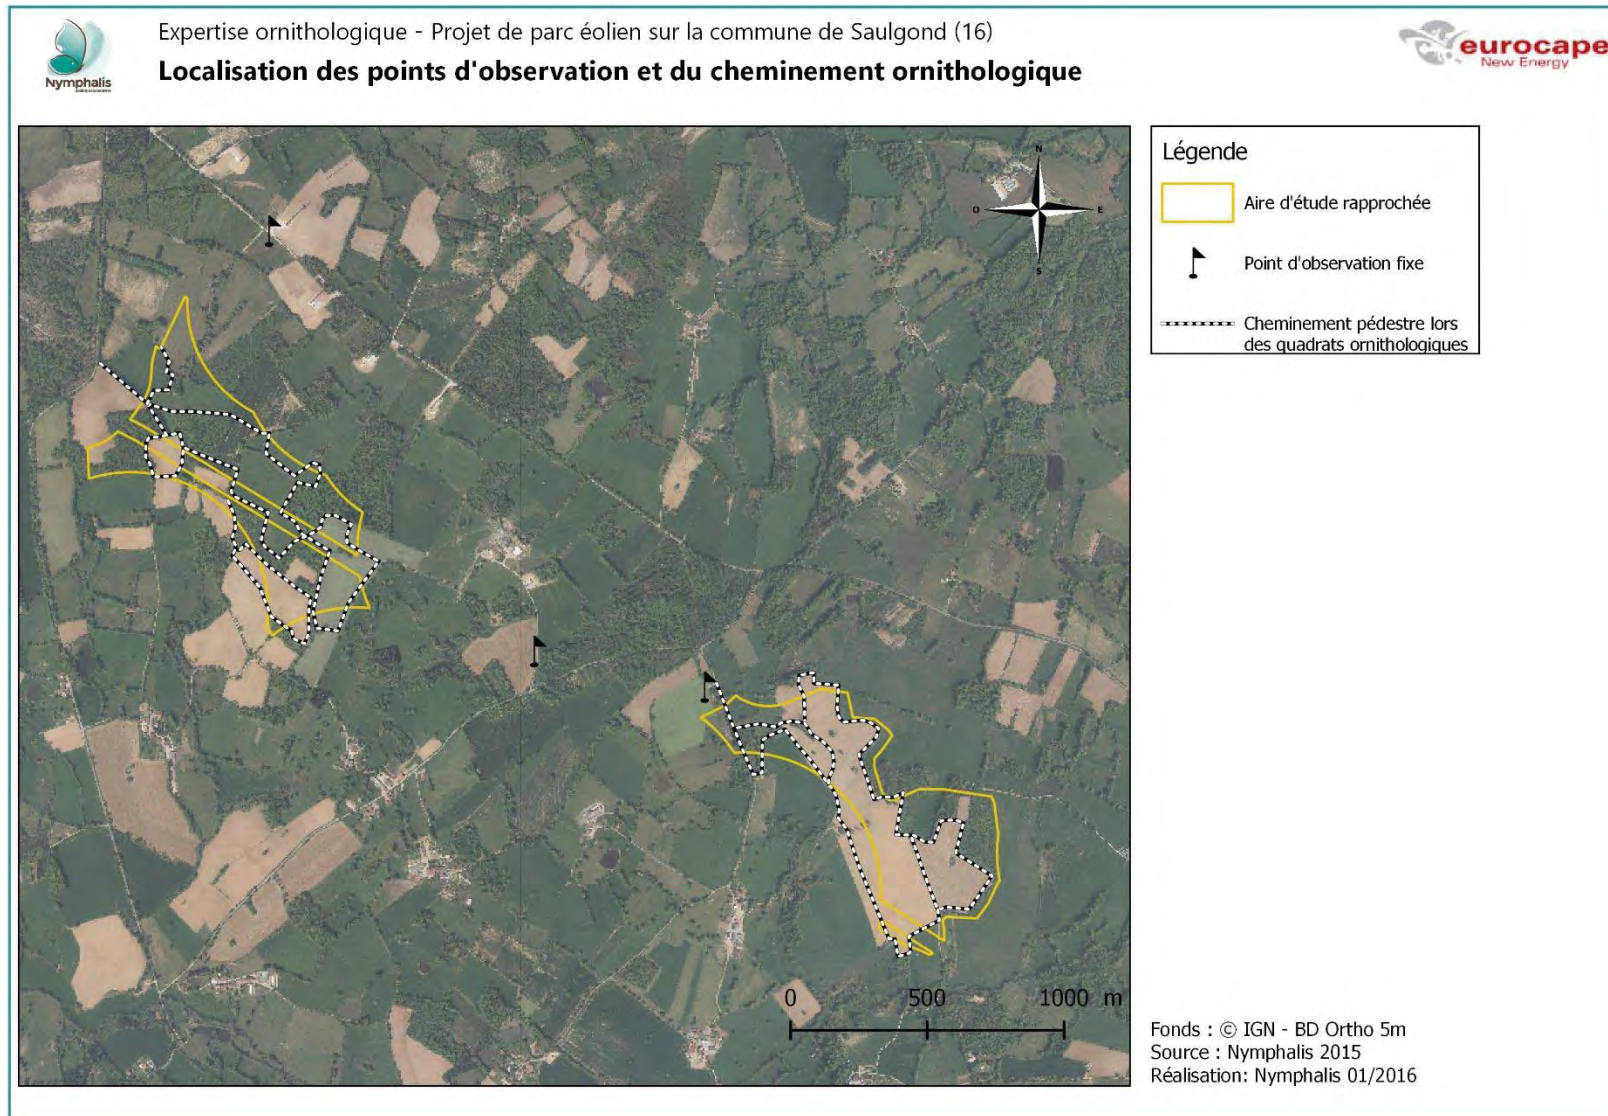 Expertise ornithologique - Projet de parc éolien sur la commune de Saulgond (16)
Localisation des points d'observation et du cheminement ornithologique
Nymphalis
eurocape
New Energy
Légende
Aire d'étude rapprochée
Point d'observation fixe
Cheminement pédestre lors
des quadrats ornithologiques
N
O
E
S
0 500 1000 m
Fonds : © IGN - BD Ortho 5m
Source : Nymphalis 2015
Réalisation: Nymphalis 01/2016